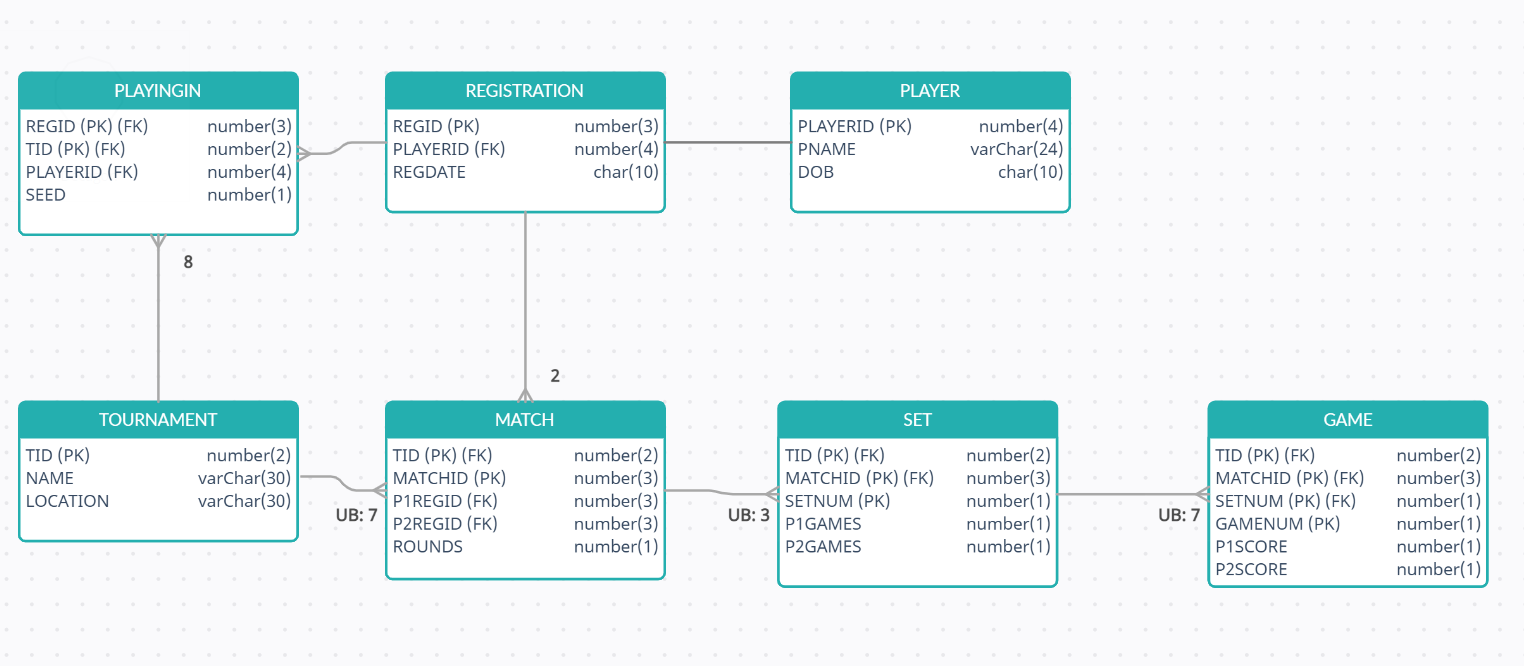 PLAYINGIN
REGID (PK) (FK) number(3)
TID (PK) (FK) number(2)
PLAYERID (FK) number(4)
SEED number(1)
REGISTRATION
REGID (PK) number(3)
PLAYERID (FK) number(4)
REGDATE char(10)
PLAYER
PLAYERID (PK) number(4)
PNAME varChar(24)
DOB char(10)
8
2
TOURNAMENT
TID (PK) number(2)
NAME varChar(30)
LOCATION varChar(30)
UB: 7
MATCH
TID (PK) (FK) number(2)
MATCHID (PK) number(3)
P1REGID (FK) number(3)
P2REGID (FK) number(3)
ROUNDS number(1)
UB: 3
SET
TID (PK) (FK) number(2)
MATCHID (PK) (FK) number(3)
SETNUM (PK) number(1)
P1GAMES number(1)
P2GAMES number(1)
UB: 7
GAME
TID (PK) (FK) number(2)
MATCHID (PK) (FK) number(3)
SETNUM (PK) (FK) number(1)
GAMENUM (PK) number(1)
P1SCORE number(1)
P2SCORE number(1)